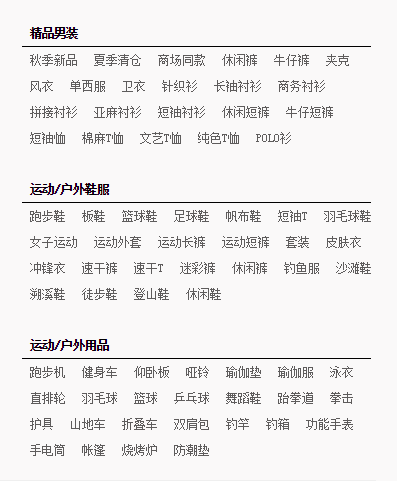 精品男装
秋季新品 夏季清仓 商场同款 休闲裤 牛仔裤 夹克
风衣 单西服 卫衣 针织衫 长袖衬衫 商务衬衫
拼接衬衫 亚麻衬衫 短袖衬衫 休闲短裤 牛仔短裤
短袖恤 棉麻T恤 文艺T恤 纯色T恤 POLO衫
运动/户外鞋服
跑步鞋 板鞋 篮球鞋 足球鞋 帆布鞋 短袖T 羽毛球鞋
女子运动 运动外套 运动长裤 运动短裤 套装 皮肤衣
冲锋衣 速干裤 速干T 迷彩裤 休闲裤 钓鱼服 沙滩鞋
溯溪鞋 徒步鞋 登山鞋 休闲鞋
运动/户外用品
跑步机 健身车 仰卧板 哑铃 瑜伽垫 瑜伽服 泳衣
直排轮 羽毛球 篮球 乒乓球 舞蹈鞋 跆拳道 拳击
护具 山地车 折叠车 双肩包 钓竿 钓箱 功能手表
手电筒 帐篷 烧烤炉 防潮垫